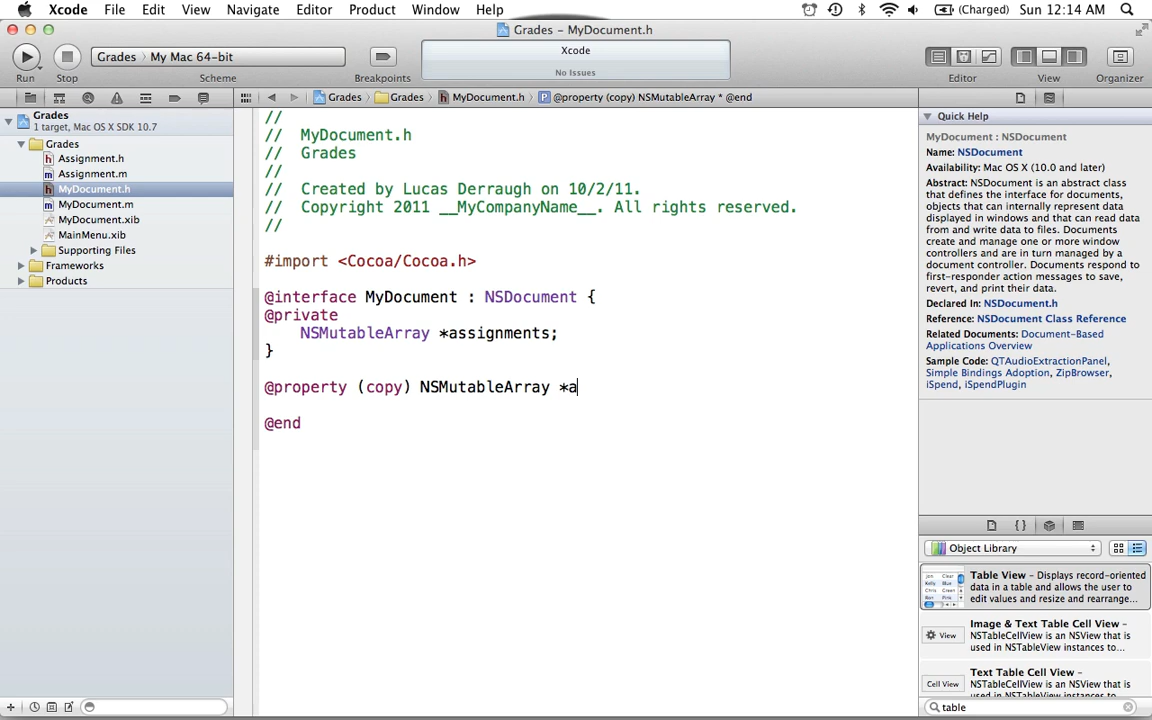 Xcode File Edit View Navigate Editor Product Window Help (Charged) Sun 12:14 AM
Grades – MyDocument.h
Grades › My Mac 64-bit
Xcode
No Issues
Run Stop Scheme Breakpoints Editor View Organizer
Grades › Grades › MyDocument.h › @property (copy) NSMutableArray * @end
Grades
1 target, Mac OS X SDK 10.7
Grades
Assignment.h
Assignment.m
MyDocument.h
MyDocument.m
MyDocument.xib
MainMenu.xib
Supporting Files
Frameworks
Products
//
// MyDocument.h
// Grades
//
// Created by Lucas Derraugh on 10/2/11.
// Copyright 2011 __MyCompanyName__. All rights reserved.
//
#import <Cocoa/Cocoa.h>
@interface MyDocument : NSDocument {
@private
NSMutableArray *assignments;
}
@property (copy) NSMutableArray *a
@end
Quick Help
MyDocument : NSDocument
Name: NSDocument
Availability: Mac OS X (10.0 and later)
Abstract: NSDocument is an abstract class
that defines the interface for documents,
objects that can internally represent data
displayed in windows and that can read data
from and write data to files. Documents
create and manage one or more window
controllers and are in turn managed by a
document controller. Documents respond to
first-responder action messages to save,
revert, and print their data.
Declared In: NSDocument.h
Reference: NSDocument Class Reference
Related Documents: Document-Based
Applications Overview
Sample Code: QTAudioExtractionPanel,
Simple Bindings Adoption, ZipBrowser,
iSpend, iSpendPlugin
Object Library
Table View – Displays record-oriented
data in a table and allows the user to
edit values and resize and rearrange...
Image & Text Table Cell View –
NSTableCellView is an NSView that is
used in NSTableView instances to...
View
Text Table Cell View –
NSTableCellView is an NSView that is
used in NSTableView instances to...
Cell View
table